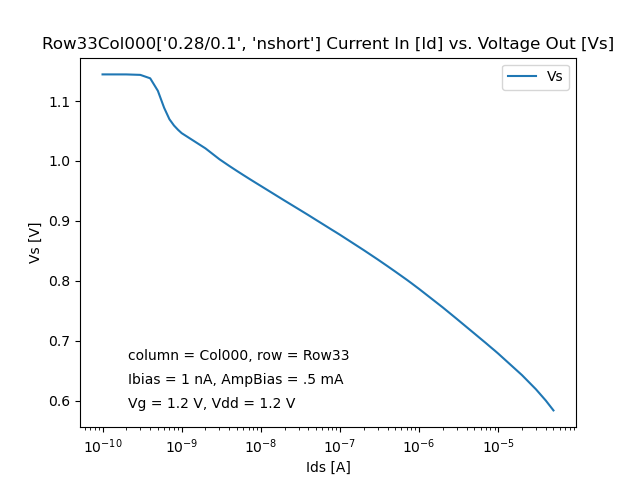 Row33Col000['0.28/0.1', 'nshort'] Current In [Id] vs. Voltage Out [Vs]
Vs
1.1
1.0
0.9
0.8
0.7
0.6
Vs [V]
column = Col000, row = Row33
Ibias = 1 nA, AmpBias = .5 mA
Vg = 1.2 V, Vdd = 1.2 V
10⁻¹⁰ 10⁻⁹ 10⁻⁸ 10⁻⁷ 10⁻⁶ 10⁻⁵
Ids [A]